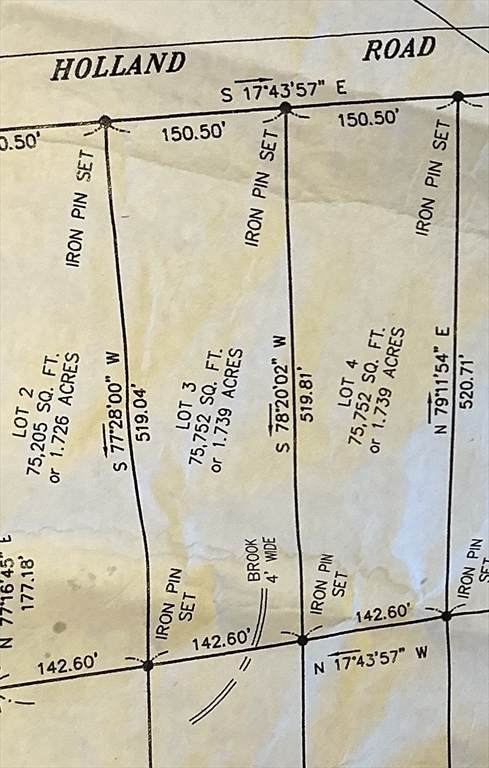 HOLLAND ROAD
S 17°43'57" E
0.50'
150.50'
150.50'
IRON PIN SET
IRON PIN SET
IRON PIN SET
LOT 2
75,205 SQ. FT.
or 1.726 ACRES
S 77°28'00" W
519.04'
LOT 3
75,752 SQ. FT.
or 1.739 ACRES
S 78°20'02" W
519.81'
LOT 4
75,752 SQ. FT.
or 1.739 ACRES
N 79°11'54" E
520.71'
N 77°16'45" E
177.18'
BROOK
4' WIDE
IRON PIN
SET
IRON PIN
SET
IRON PIN
SET
142.60'
142.60'
142.60'
N 17°43'57" W